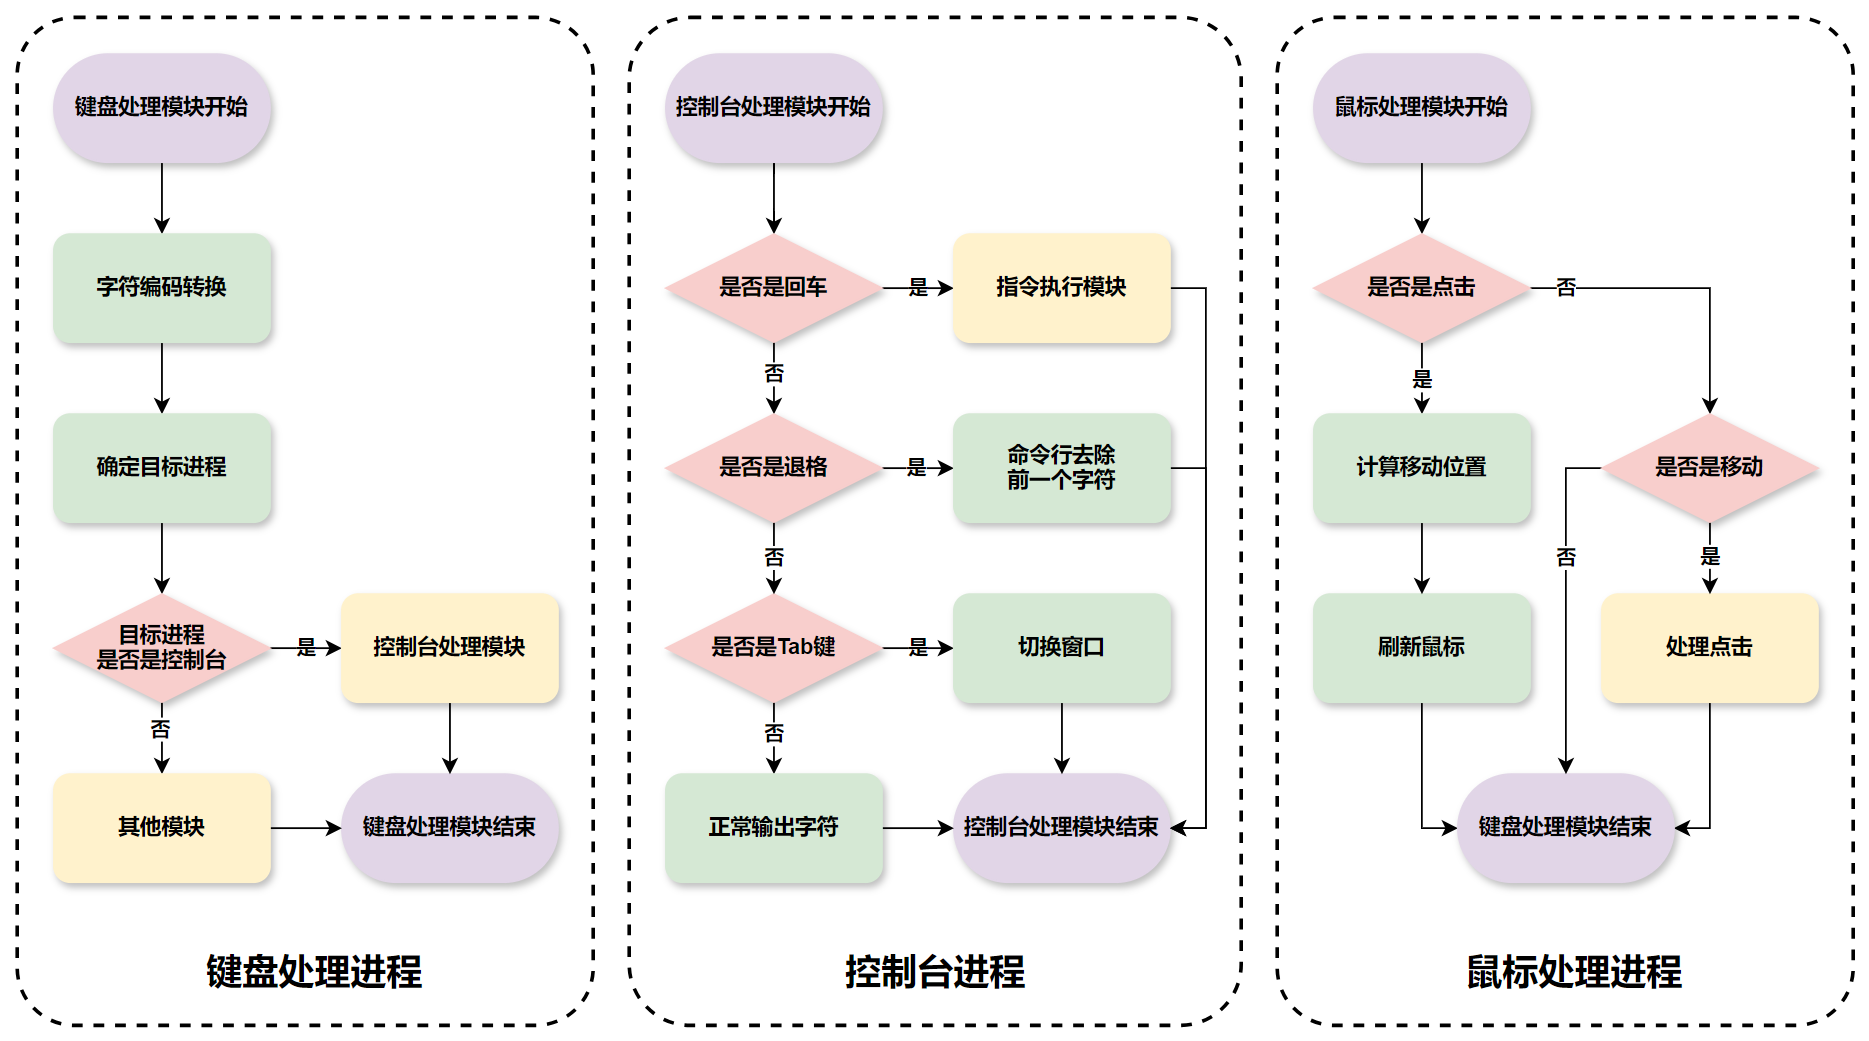 键盘处理模块开始
字符编码转换
确定目标进程
目标进程
是否是控制台
是
控制台处理模块
否
其他模块
键盘处理模块结束
键盘处理进程
控制台处理模块开始
是否是回车
是
指令执行模块
否
是否是退格
是
命令行去除
前一个字符
否
是否是Tab键
是
切换窗口
否
正常输出字符
控制台处理模块结束
控制台进程
鼠标处理模块开始
是否是点击
否
是
计算移动位置
是否是移动
否
是
刷新鼠标
处理点击
键盘处理模块结束
鼠标处理进程